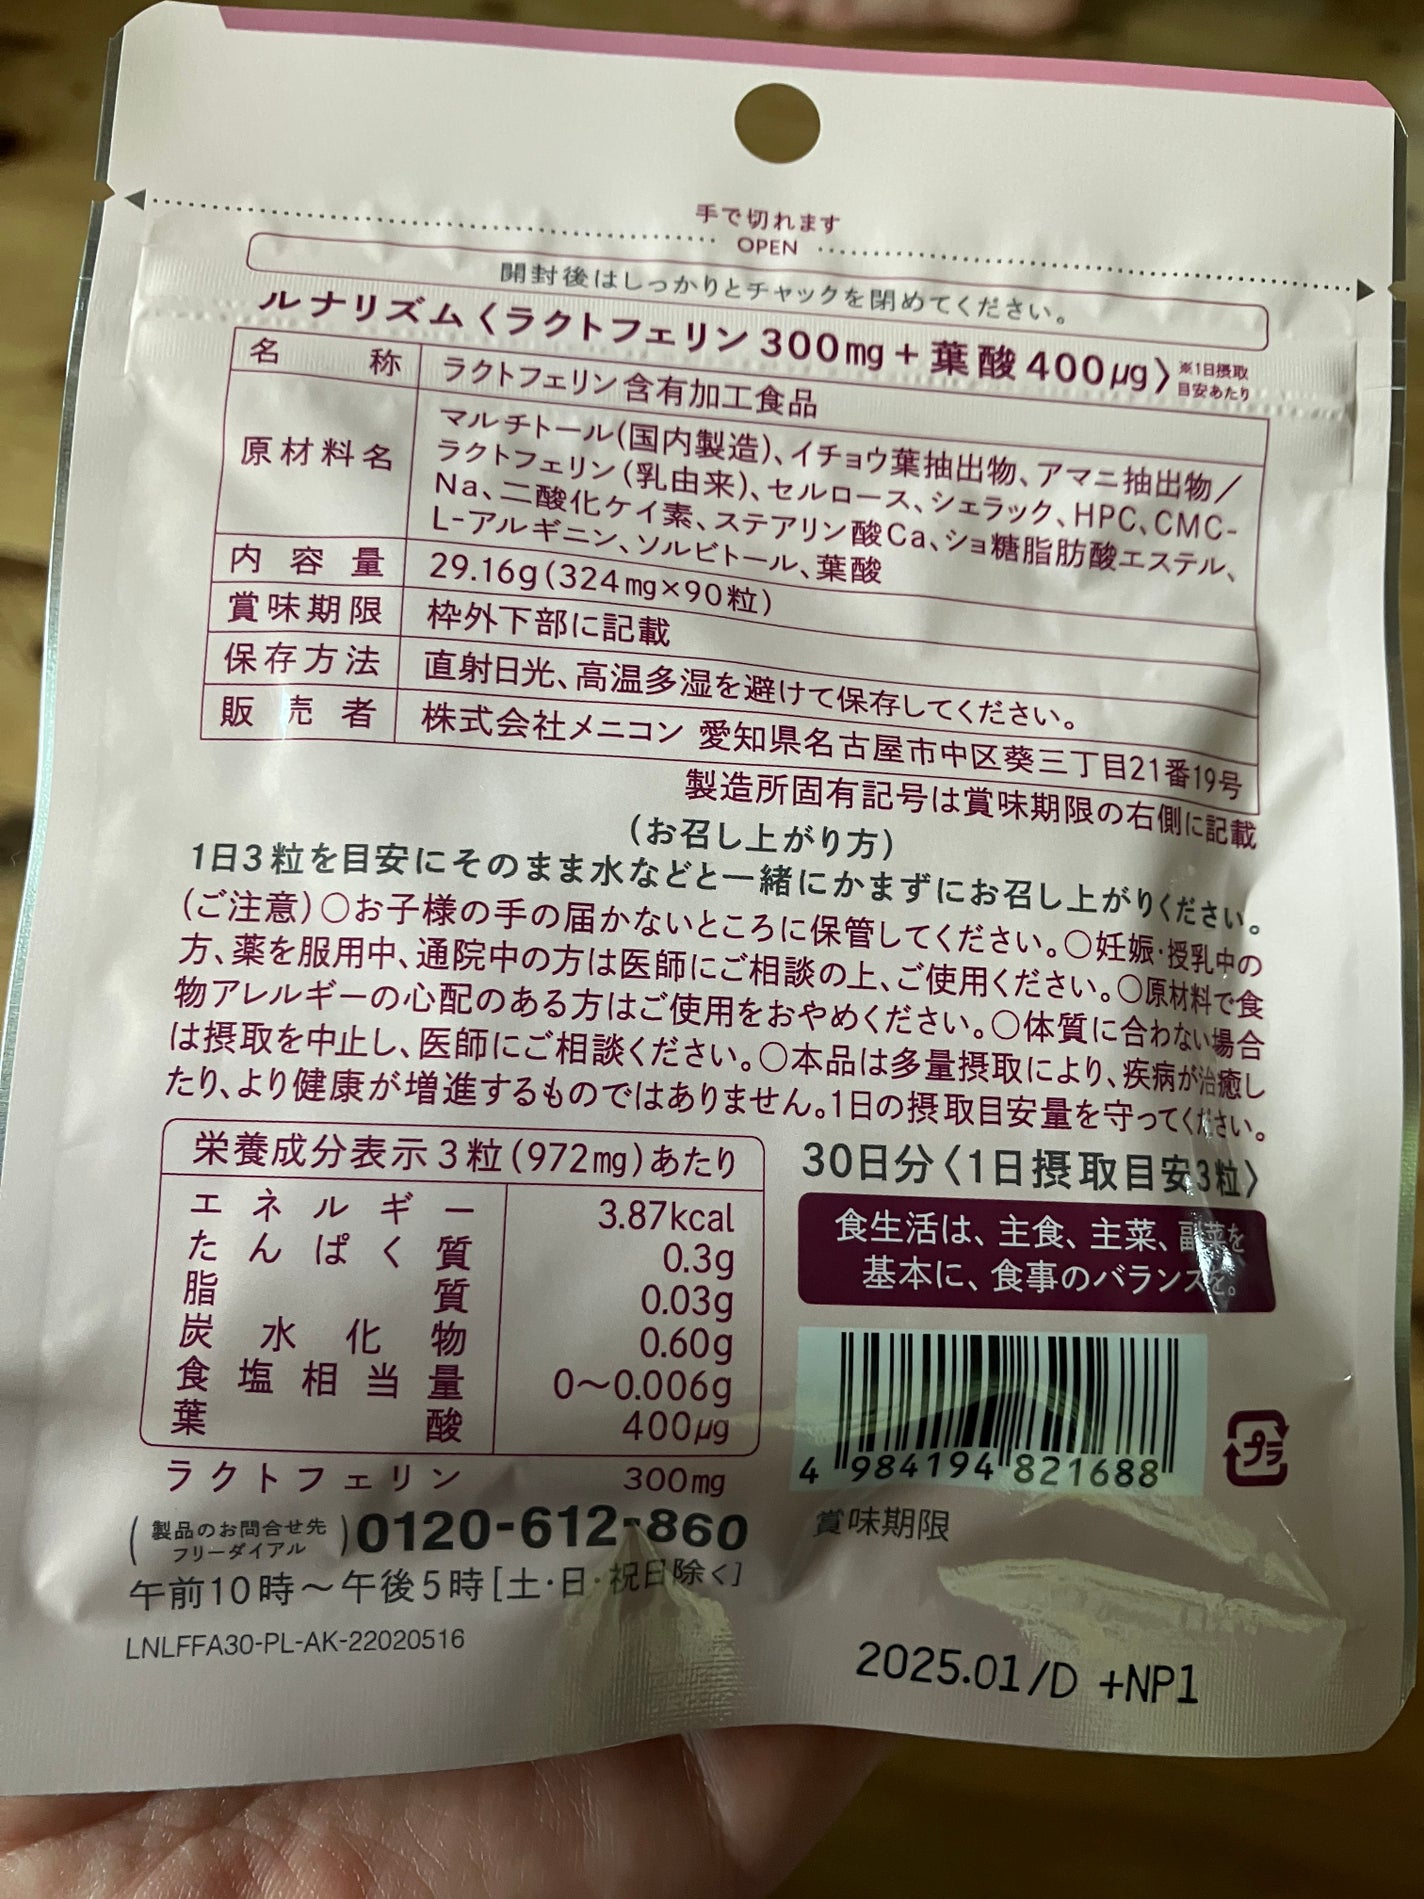 手で切れます
OPEN
開封後はしっかりとチャックを閉めてください。
ルナリズム〈ラクトフェリン300mg+葉酸400μg〉※1日摂取目安あたり
名称 ラクトフェリン含有加工食品
原材料名 マルチトール(国内製造)、イチョウ葉抽出物、アマニ抽出物/
ラクトフェリン(乳由来)、セルロース、シェラック、HPC、CMC-
Na、二酸化ケイ素、ステアリン酸Ca、ショ糖脂肪酸エステル、
L-アルギニン、ソルビトール、葉酸
内容量 29.16g(324mg×90粒)
賞味期限 枠外下部に記載
保存方法 直射日光、高温多湿を避けて保存してください。
販売者 株式会社メニコン 愛知県名古屋市中区葵三丁目21番19号
製造所固有記号は賞味期限の右側に記載
(お召し上がり方)
1日3粒を目安にそのまま水などと一緒にかまずにお召し上がりください。
(ご注意)○お子様の手の届かないところに保管してください。○妊娠・授乳中の
方、薬を服用中、通院中の方は医師にご相談の上、ご使用ください。○原材料で食
物アレルギーの心配のある方はご使用をおやめください。○体質に合わない場合
は摂取を中止し、医師にご相談ください。○本品は多量摂取により、疾病が治癒し
たり、より健康が増進するものではありません。1日の摂取目安量を守ってください。
栄養成分表示3粒(972mg)あたり
エネルギー 3.87kcal
たんぱく質 0.3g
脂質 0.03g
炭水化物 0.60g
食塩相当量 0〜0.006g
葉酸 400μg
ラクトフェリン 300mg
(製品のお問合せ先 フリーダイアル)0120-612-860
午前10時〜午後5時[土・日・祝日除く]
LNLFFA30-PL-AK-22020516
30日分〈1日摂取目安3粒〉
食生活は、主食、主菜、副菜を
基本に、食事のバランスを。
4 984194 821688
プラ
賞味期限
2025.01/D +NP1